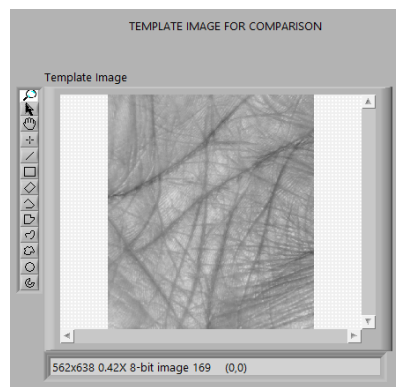 TEMPLATE IMAGE FOR COMPARISON
Template Image
562x638 0.42X 8-bit image 169 (0,0)